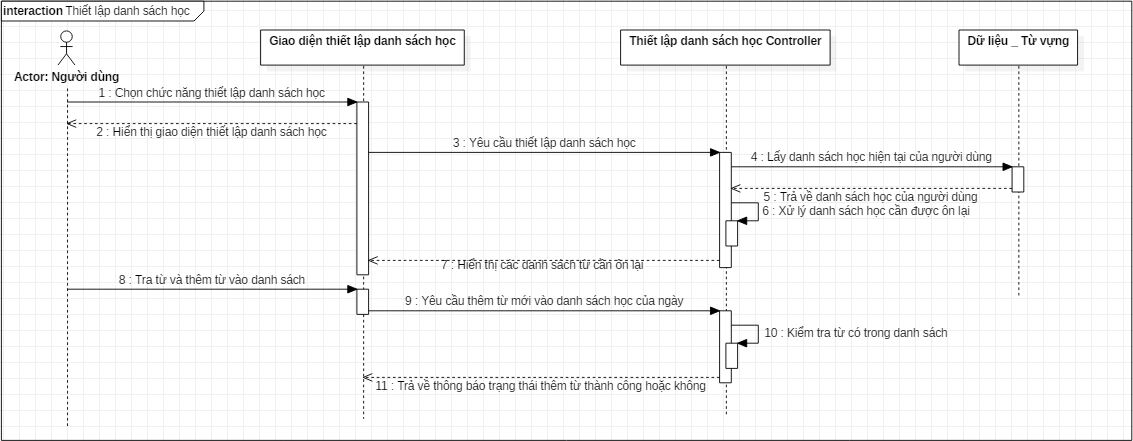 interaction Thiết lập danh sách học
Giao diện thiết lập danh sách học
Thiết lập danh sách học Controller
Dữ liệu _ Từ vựng
Actor: Người dùng
1 : Chọn chức năng thiết lập danh sách học
2 : Hiển thị giao diện thiết lập danh sách học
3 : Yêu cầu thiết lập danh sách học
4 : Lấy danh sách học hiện tại của người dùng
5 : Trả về danh sách học của người dùng
6 : Xử lý danh sách học cần được ôn lại
7 : Hiển thị các danh sách từ cần ôn lại
8 : Tra từ và thêm từ vào danh sách
9 : Yêu cầu thêm từ mới vào danh sách học của ngày
10 : Kiểm tra từ có trong danh sách
11 : Trả về thông báo trạng thái thêm từ thành công hoặc không